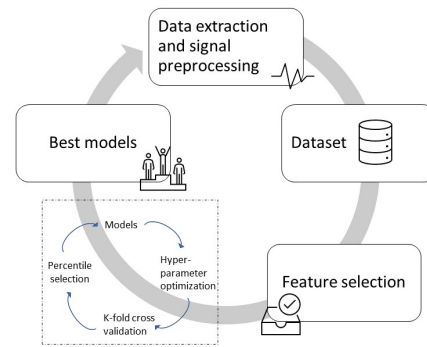 Data extraction
and signal
preprocessing
Dataset
Feature selection
Best models
Models
Hyper-
parameter
optimization
K-fold cross
validation
Percentile
selection